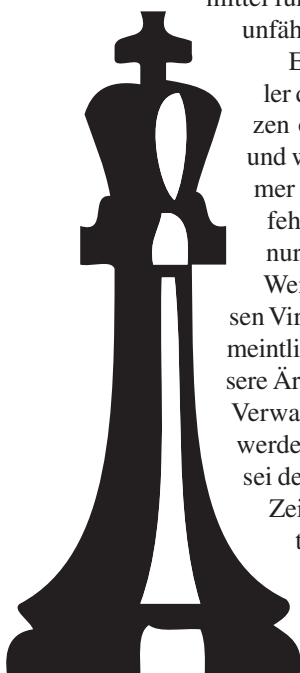 mittel für
unfäh
E
ler
zen
und
mer
feh
nur
We
sen Vir
meintli
sere Är
Verwa
werde
sei de
Zei
t